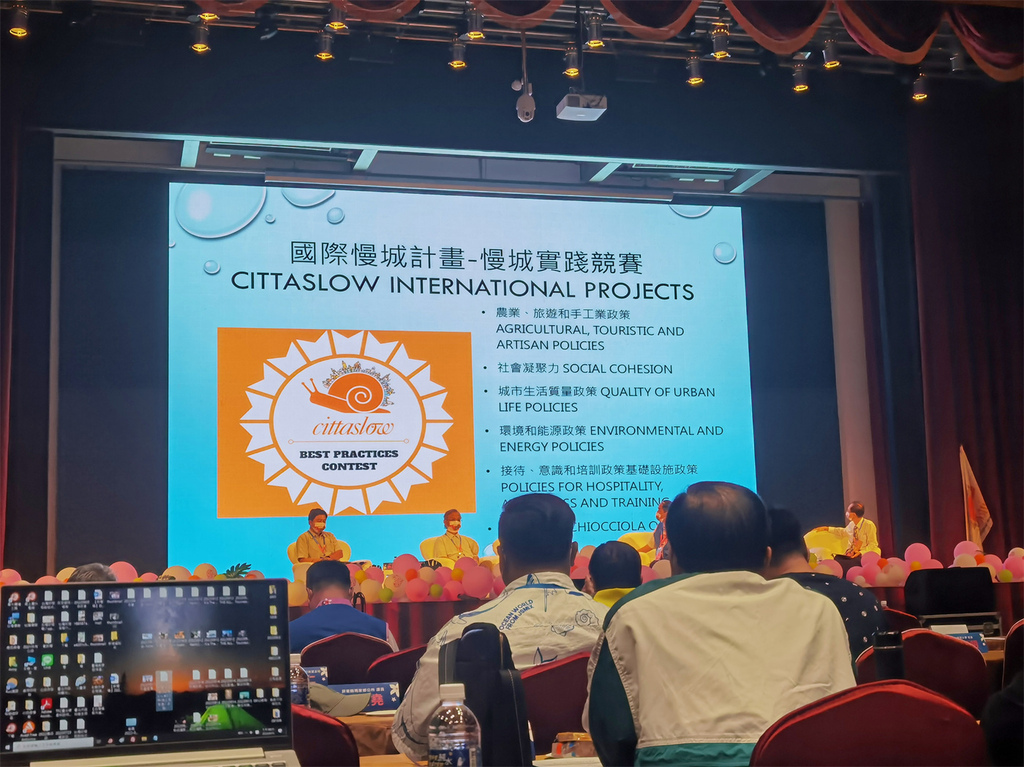 國際慢城計畫-慢城實踐競賽
CITTASLOW INTERNATIONAL PROJECTS
• 農業、旅遊和手工業政策
AGRICULTURAL, TOURISTIC AND
ARTISAN POLICIES
• 社會凝聚力 SOCIAL COHESION
• 城市生活質量政策 QUALITY OF URBAN
LIFE POLICIES
• 環境和能源政策 ENVIRONMENTAL AND
ENERGY POLICIES
• 接待、意識和培訓政策基礎設施政策
POLICIES FOR HOSPITALITY,
AND TRAINING
CHIOCCIOLA
cittaslow
BEST PRACTICES
CONTEST
OCEAN WORLD